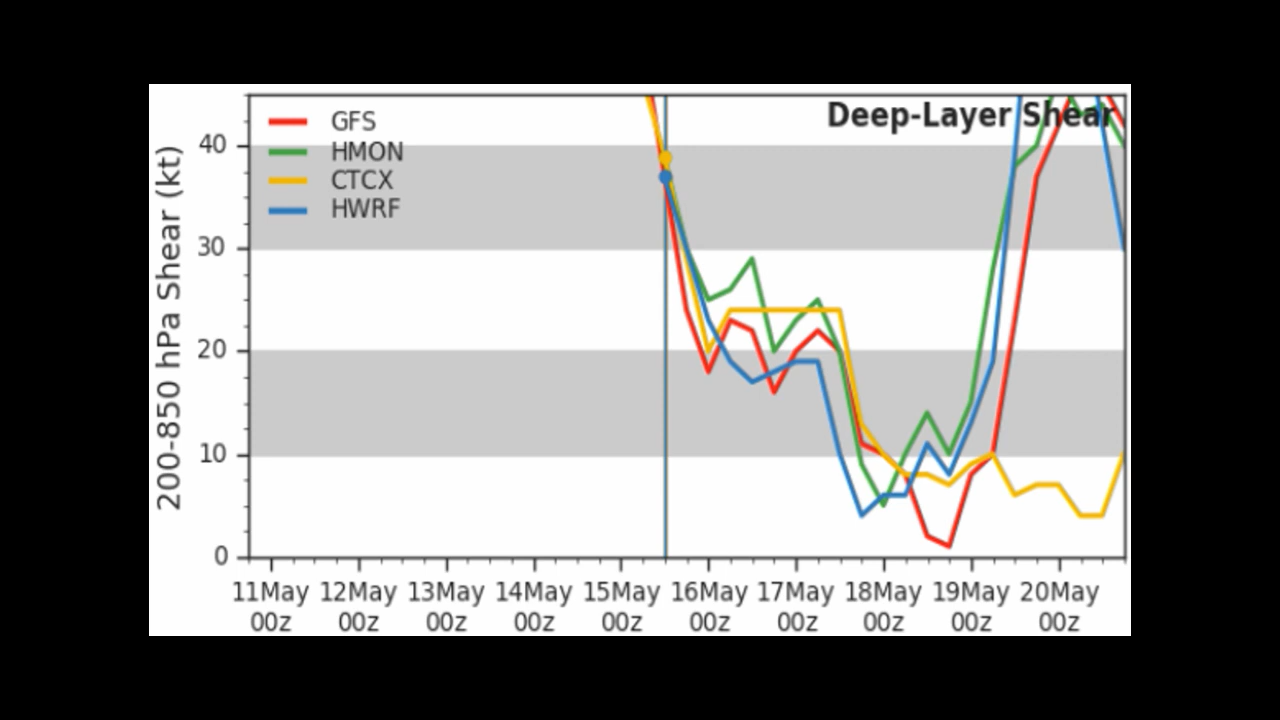 Deep-Layer Shear
GFS
HMON
CTCX
HWRF
200-850 hPa Shear (kt)
40
30
20
10
0
11May 12May 13May 14May 15May 16May 17May 18May 19May 20May
00z 00z 00z 00z 00z 00z 00z 00z 00z 00z